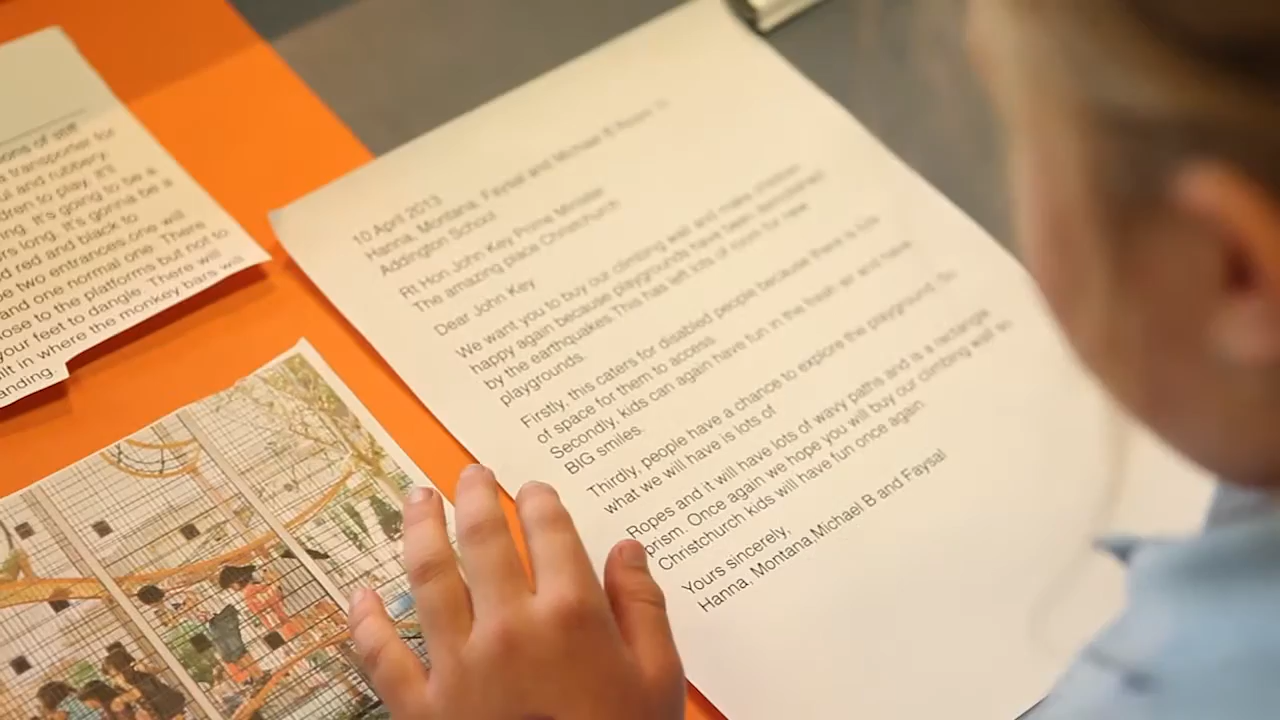 ons of stiff
a transporter for
ul and rubbery.
dren to play. It's
ing. It's going to be a
rs long. it's gonna be a
d red and black to
e two entrances,one will
and one normal one. There
ose to the platforms but not to
your feet to dangle. There will
ilt in where the monkey bars will
anding.
10 April 2013
Hanna, Montana, Faysal and Michael B Room
Addington School
Rt Hon John Key Prime Minister
The amazing place Christchurch
Dear John Key
We want you to buy our climbing wall and make children
happy again because playgrounds have been demolished
by the earthquakes.This has left lots of room for new
playgrounds.
Firstly, this caters for disabled people because there is lots
of space for them to access.
Secondly, kids can again have fun in the fresh air and have
BIG smiles.
Thirdly, people have a chance to explore the playground. So
what we will have is lots of
Ropes and it will have lots of wavy paths and is a rectangle
prism. Once again we hope you will buy our climbing wall so
Christchurch kids will have fun once again
Yours sincerely,
Hanna, Montana,Michael B and Faysal